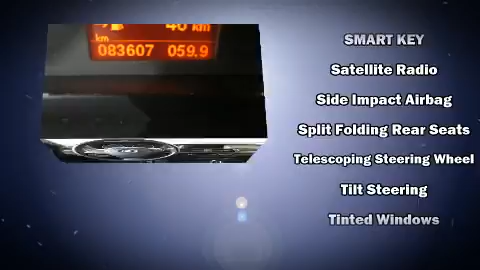 40 km
km
083607 059.9
SMART KEY
Satellite Radio
Side Impact Airbag
Split Folding Rear Seats
Telescoping Steering Wheel
Tilt Steering
Tinted Windows